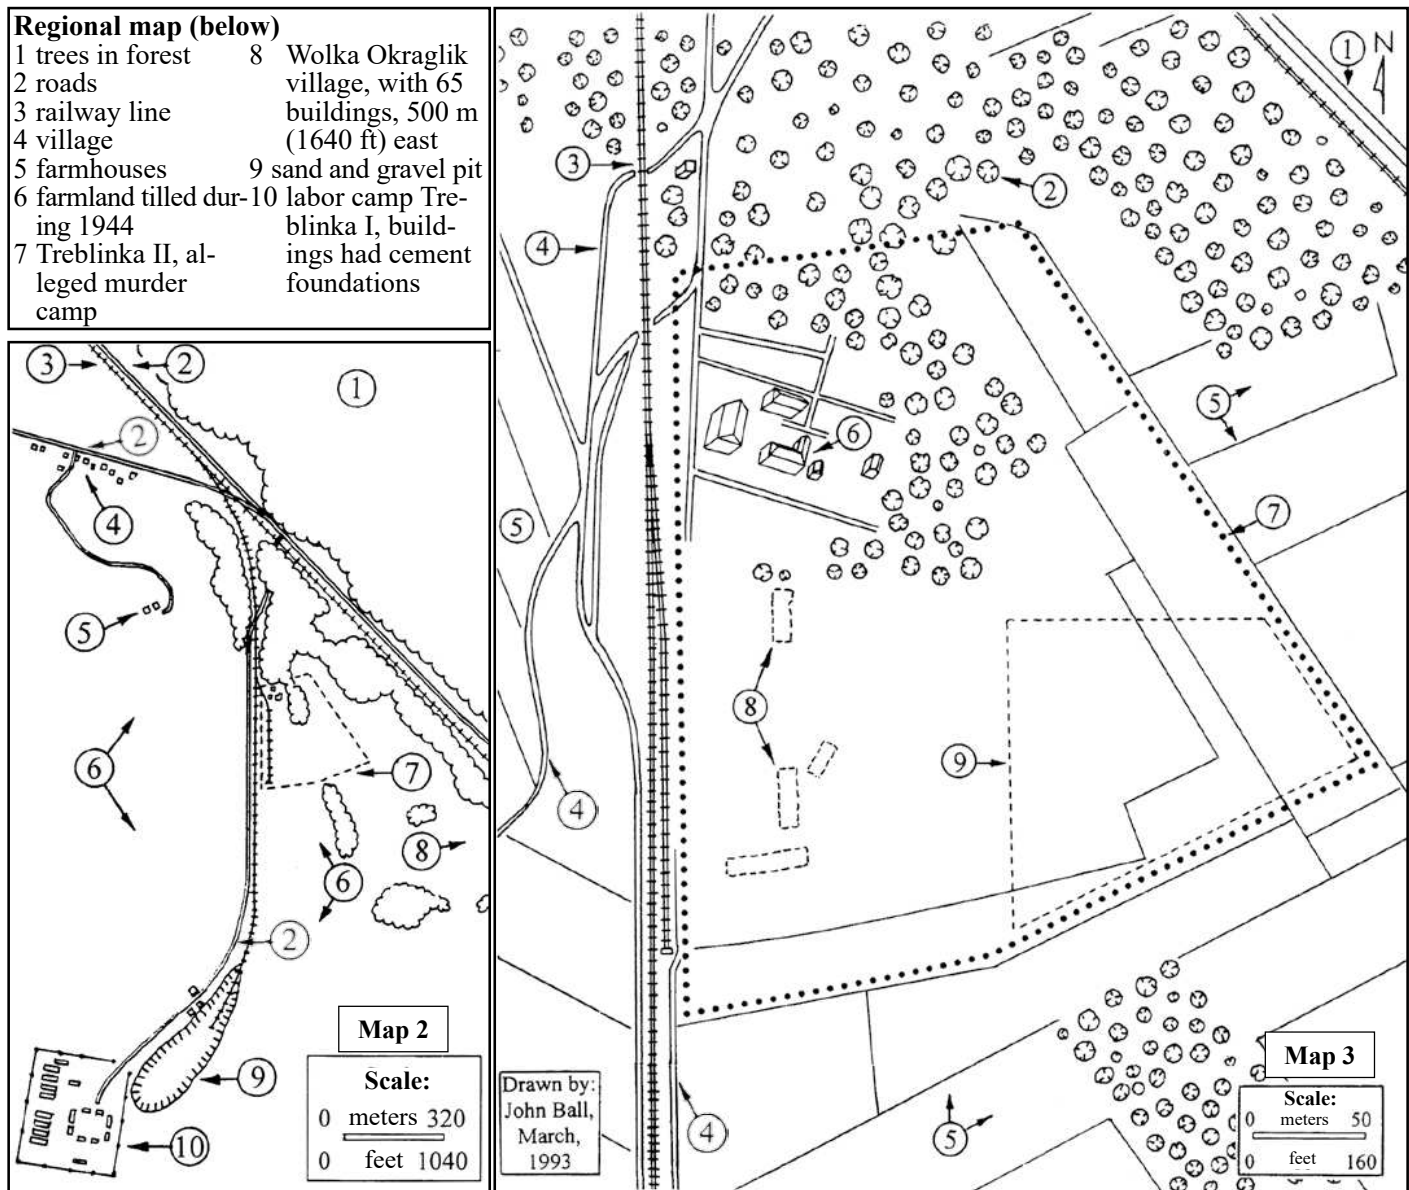 Regional map (below)
1 trees in forest
2 roads
3 railway line
4 village
5 farmhouses
6 farmland tilled dur-
ing 1944
7 Treblinka II, al-
leged murder
camp
8 Wolka Okraglik
village, with 65
buildings, 500 m
(1640 ft) east
9 sand and gravel pit
10 labor camp Tre-
blinka I, build-
ings had cement
foundations
3
2
1
2
4
5
6
7
8
6
2
9
10
Map 2
Scale:
0 meters 320
0 feet 1040
1
N
3
2
4
5
6
5
7
8
9
4
Drawn by:
John Ball,
March,
1993
4
5
Map 3
Scale:
0 meters 50
0 feet 160